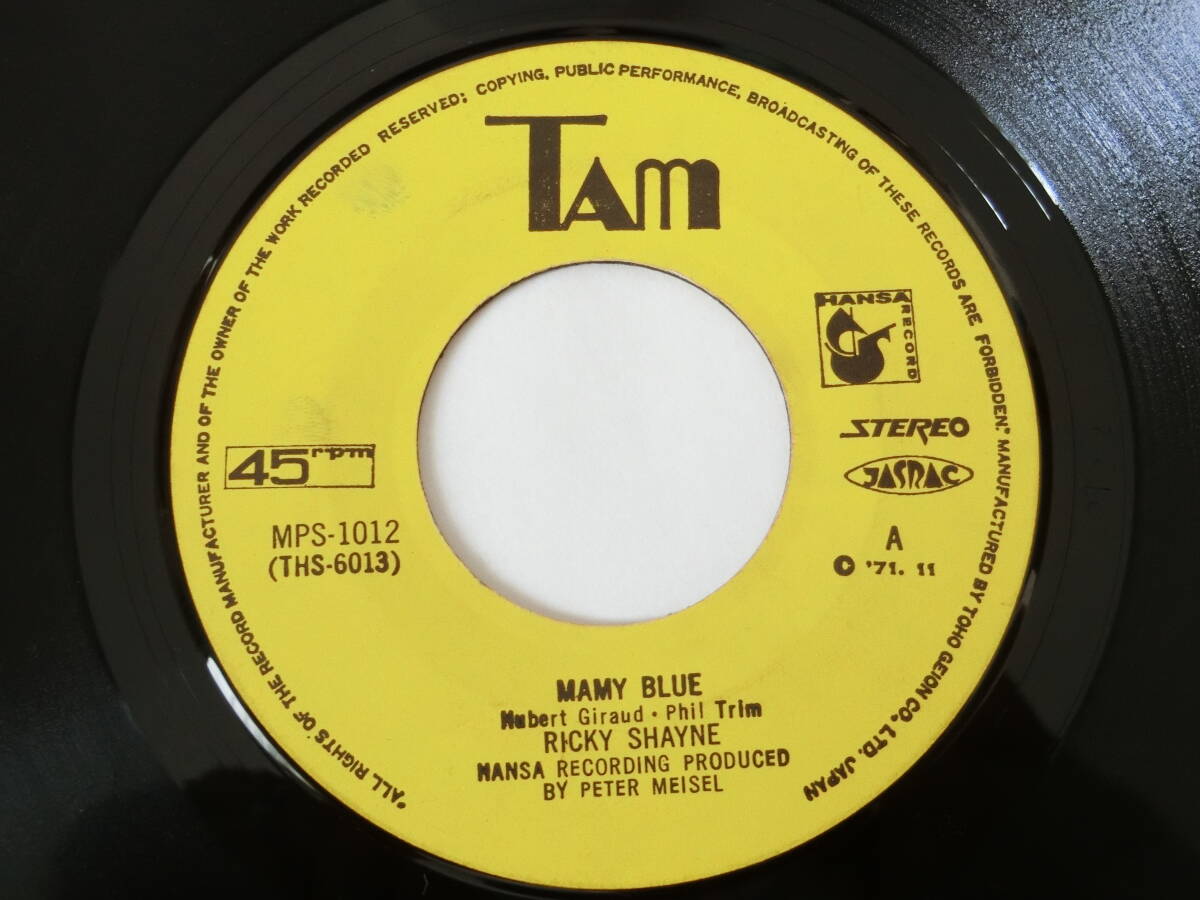 "ALL RIGHTS OF THE RECORD MANUFACTURER AND OF THE OWNER OF THE WORK RECORDED RESERVED; COPYING, PUBLIC PERFORMANCE, BROADCASTING OF THESE RECORDS ARE FORBIDDEN." MANUFACTURED BY TOHO GEION CO., LTD. JAPAN
TAM
HANSA
RECORD
STEREO
JASRAC
45 rpm
MPS-1012
(THS-6013)
A
© '71. 11
MAMY BLUE
Hubert Giraud · Phil Trim
RICKY SHAYNE
HANSA RECORDING PRODUCED
BY PETER MEISEL